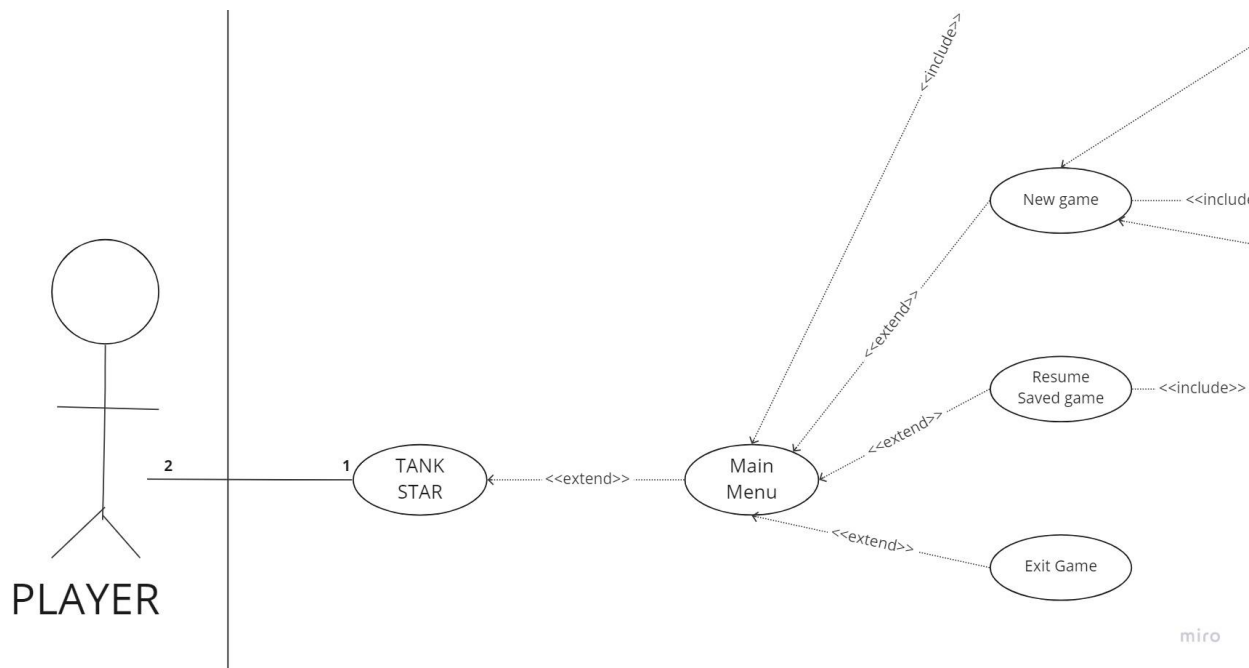 <<include>>
New game
<<include
<<extend>>
Resume
Saved game
<<include>>
<<extend>>
2
1
TANK
STAR
<<extend>>
Main
Menu
<<extend>>
Exit Game
PLAYER
miro